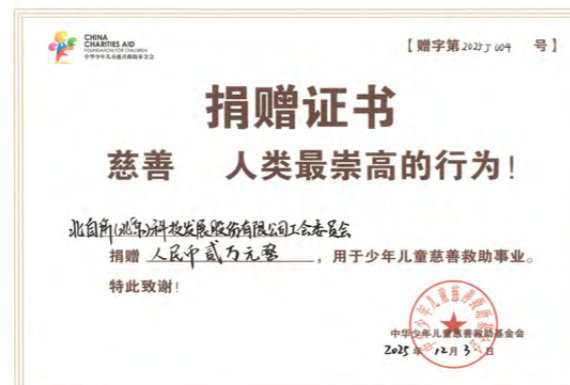 CHINA
CHARITIES AID
FOUNDATION FOR CHILDREN
中华少年儿童慈善救助基金会
【赠字第2025J004 号】
捐赠证书
慈善 人类最崇高的行为!
北自所(北京)科技发展股份有限公司工会委员会
捐赠 人民币贰万元整 ,用于少年儿童慈善救助事业。
特此致谢!
中华少年儿童慈善救助基金会
2025年12月3日